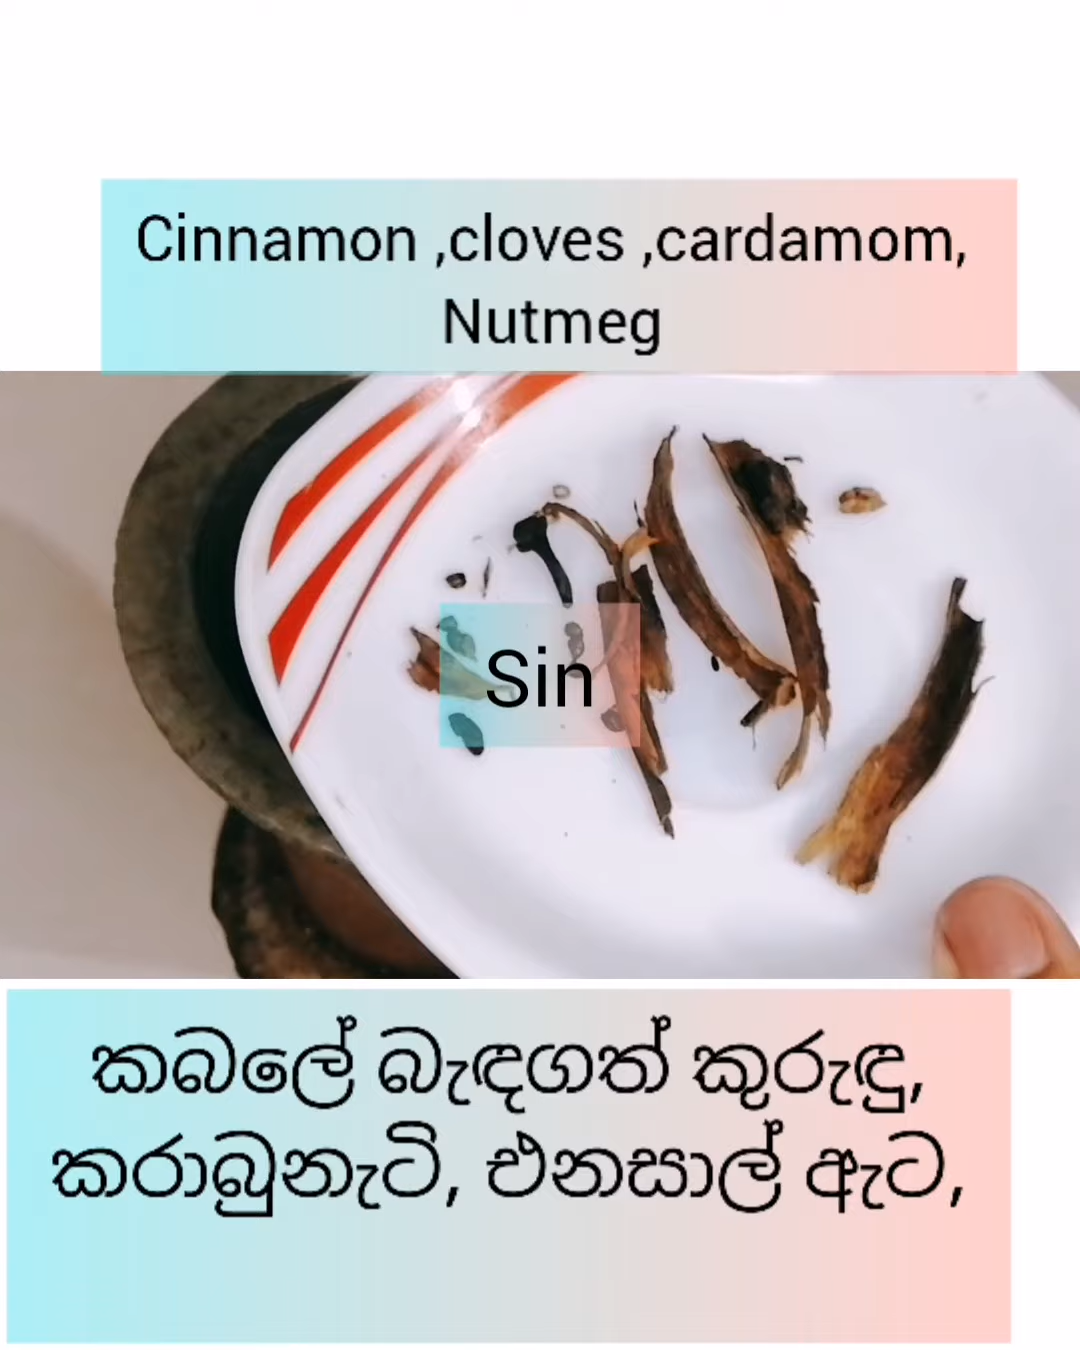 Cinnamon ,cloves ,cardamom,
Nutmeg
Sin
කබලේ බැඳගත් කුරුඳු,
කරාබුනැටි, එනසාල් ඇට,